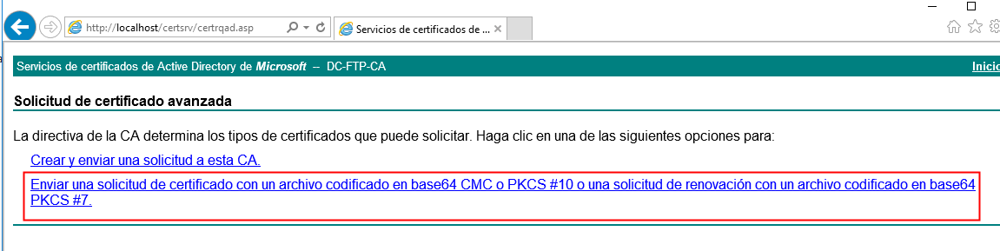 http://localhost/certsrv/certrqad.asp
Servicios de certificados de ...
Servicios de certificados de Active Directory de Microsoft -- DC-FTP-CA
Inicio
Solicitud de certificado avanzada
La directiva de la CA determina los tipos de certificados que puede solicitar. Haga clic en una de las siguientes opciones para:
Crear y enviar una solicitud a esta CA.
Enviar una solicitud de certificado con un archivo codificado en base64 CMC o PKCS #10 o una solicitud de renovación con un archivo codificado en base64
PKCS #7.